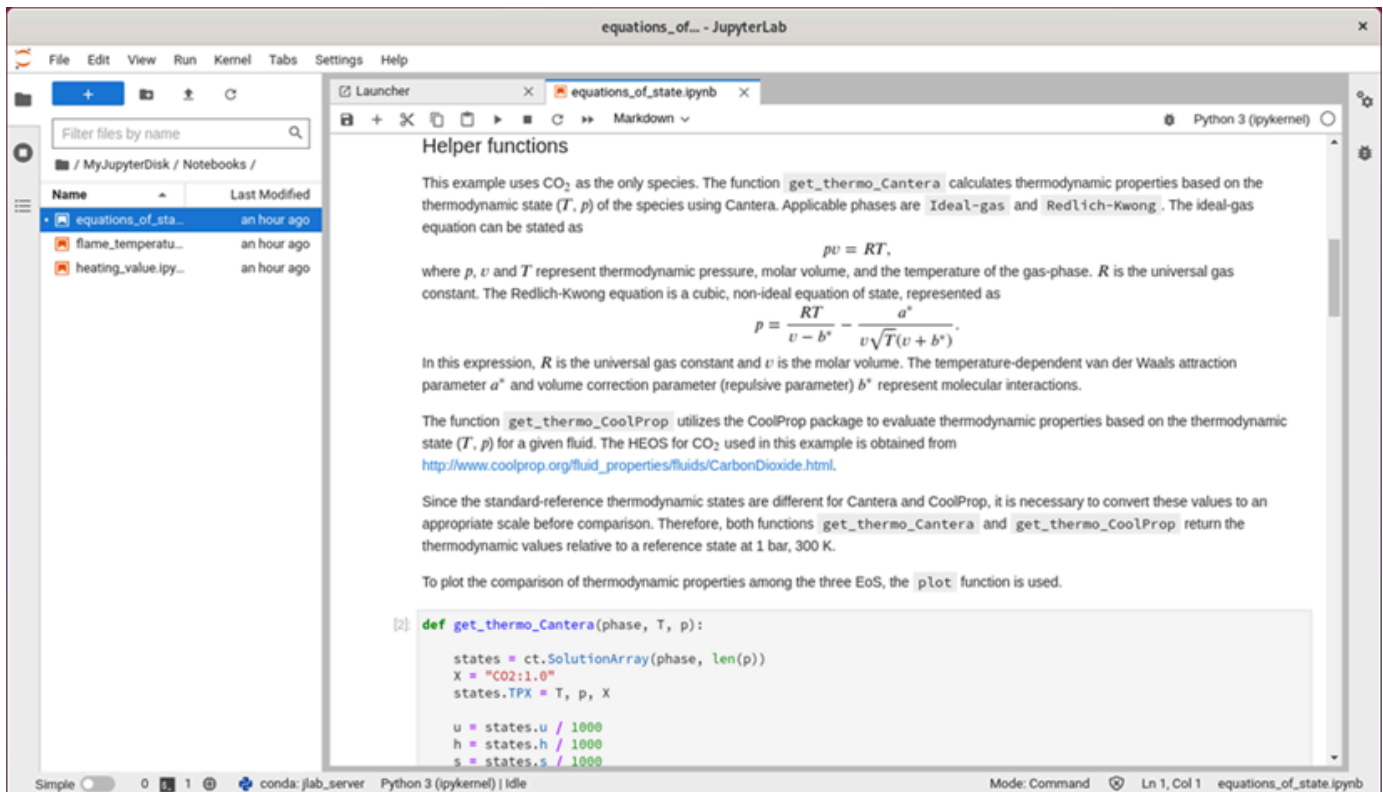 equations_of... - JupyterLab
File Edit View Run Kernel Tabs Settings Help
Launcher
equations_of_state.ipynb
Markdown
Python 3 (ipykernel)
Filter files by name
/ MyJupyterDisk / Notebooks /
Name Last Modified
equations_of_sta... an hour ago
flame_temperatu... an hour ago
heating_value.ipy... an hour ago
Helper functions
This example uses CO₂ as the only species. The function get_thermo_Cantera calculates thermodynamic properties based on the
thermodynamic state (T, p) of the species using Cantera. Applicable phases are Ideal-gas and Redlich-Kwong . The ideal-gas
equation can be stated as
pv = RT,
where p, v and T represent thermodynamic pressure, molar volume, and the temperature of the gas-phase. R is the universal gas
constant. The Redlich-Kwong equation is a cubic, non-ideal equation of state, represented as
p = RT / (v − b*) − a* / (v√T(v + b*)).
In this expression, R is the universal gas constant and v is the molar volume. The temperature-dependent van der Waals attraction
parameter a* and volume correction parameter (repulsive parameter) b* represent molecular interactions.
The function get_thermo_CoolProp utilizes the CoolProp package to evaluate thermodynamic properties based on the thermodynamic
state (T, p) for a given fluid. The HEOS for CO₂ used in this example is obtained from
http://www.coolprop.org/fluid_properties/fluids/CarbonDioxide.html.
Since the standard-reference thermodynamic states are different for Cantera and CoolProp, it is necessary to convert these values to an
appropriate scale before comparison. Therefore, both functions get_thermo_Cantera and get_thermo_CoolProp return the
thermodynamic values relative to a reference state at 1 bar, 300 K.
To plot the comparison of thermodynamic properties among the three EoS, the plot function is used.
[2]: def get_thermo_Cantera(phase, T, p):
states = ct.SolutionArray(phase, len(p))
X = "CO2:1.0"
states.TPX = T, p, X
u = states.u / 1000
h = states.h / 1000
s = states.s / 1000
Simple 0 1 conda: jlab_server Python 3 (ipykernel) | Idle Mode: Command Ln 1, Col 1 equations_of_state.ipynb